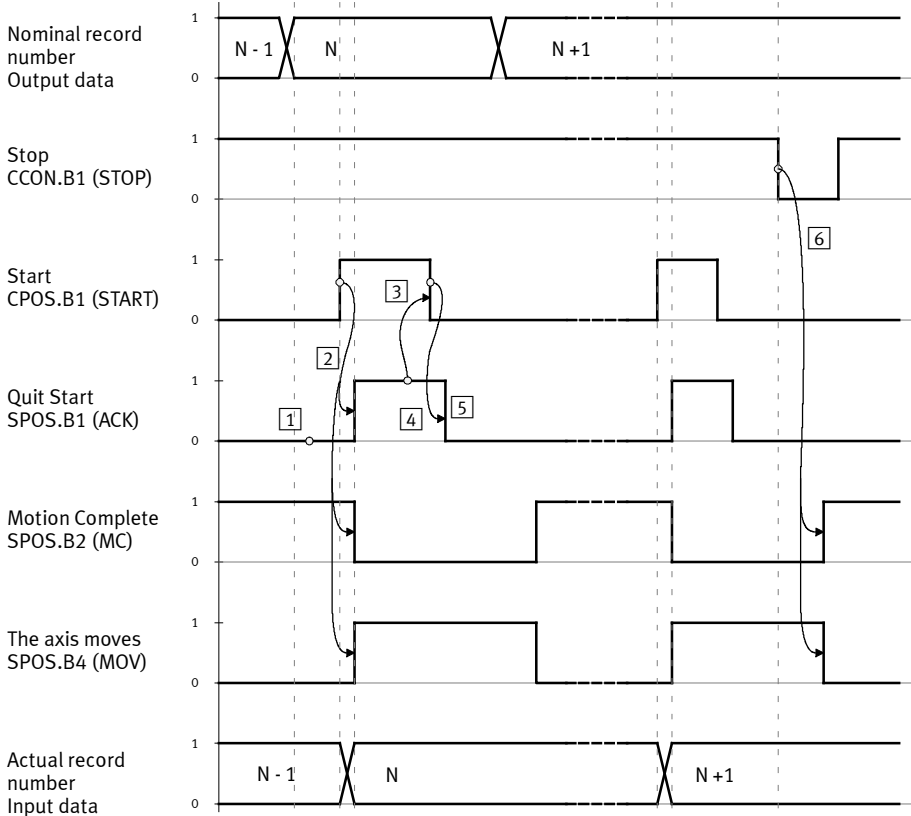 Nominal record
number
Output data
1
0
N - 1
N
N +1
Stop
CCON.B1 (STOP)
1
0
6
Start
CPOS.B1 (START)
1
0
3
2
Quit Start
SPOS.B1 (ACK)
1
0
1
4
5
Motion Complete
SPOS.B2 (MC)
1
0
The axis moves
SPOS.B4 (MOV)
1
0
Actual record
number
Input data
1
0
N - 1
N
N +1